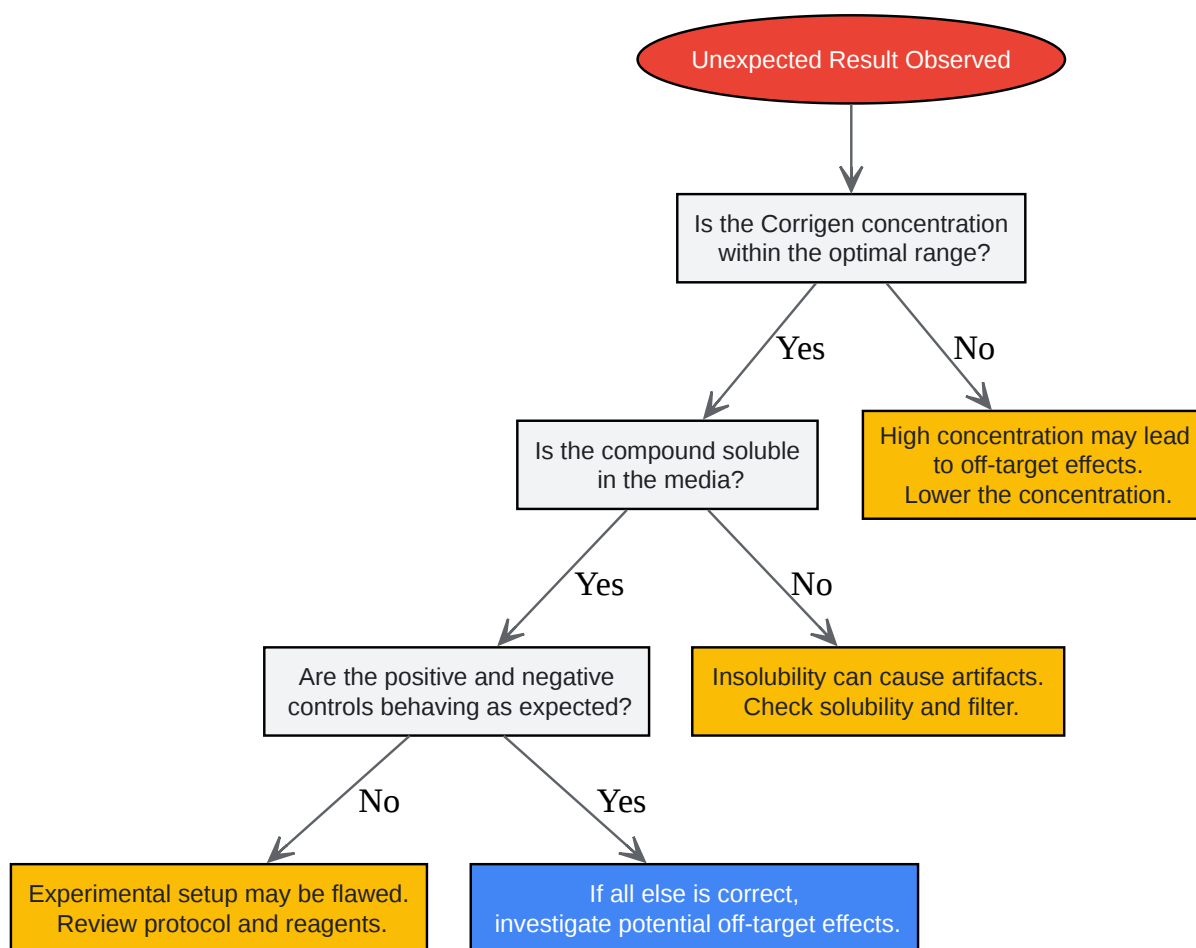 Unexpected Result Observed
Is the Corrigen concentration
within the optimal range?
Yes
No
High concentration may lead
to off-target effects.
Lower the concentration.
Is the compound soluble
in the media?
Yes
No
Are the positive and negative
controls behaving as expected?
Insolubility can cause artifacts.
Check solubility and filter.
No
Yes
Experimental setup may be flawed.
Review protocol and reagents.
If all else is correct,
investigate potential off-target effects.